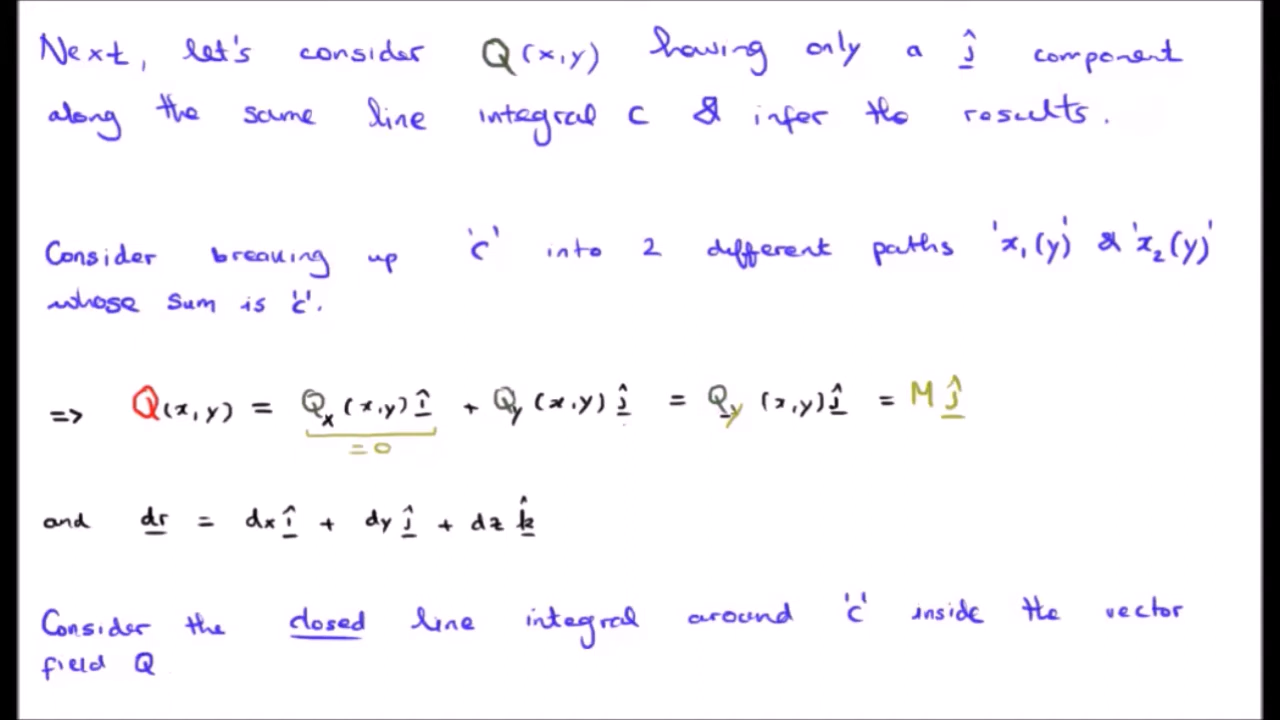 Next, let's consider Q(x,y) having only a ĵ component
along the same line integral C & infer the results.
Consider breaking up 'C' into 2 different paths 'x₁(y)' & 'x₂(y)'
whose sum is 'C'.
=> Q(x,y) = Qₓ(x,y) î + Qy(x,y) ĵ = Qy(x,y) ĵ = M ĵ
= 0
and dr = dx î + dy ĵ + dz k̂
Consider the closed line integral around 'C' inside the vector
field Q